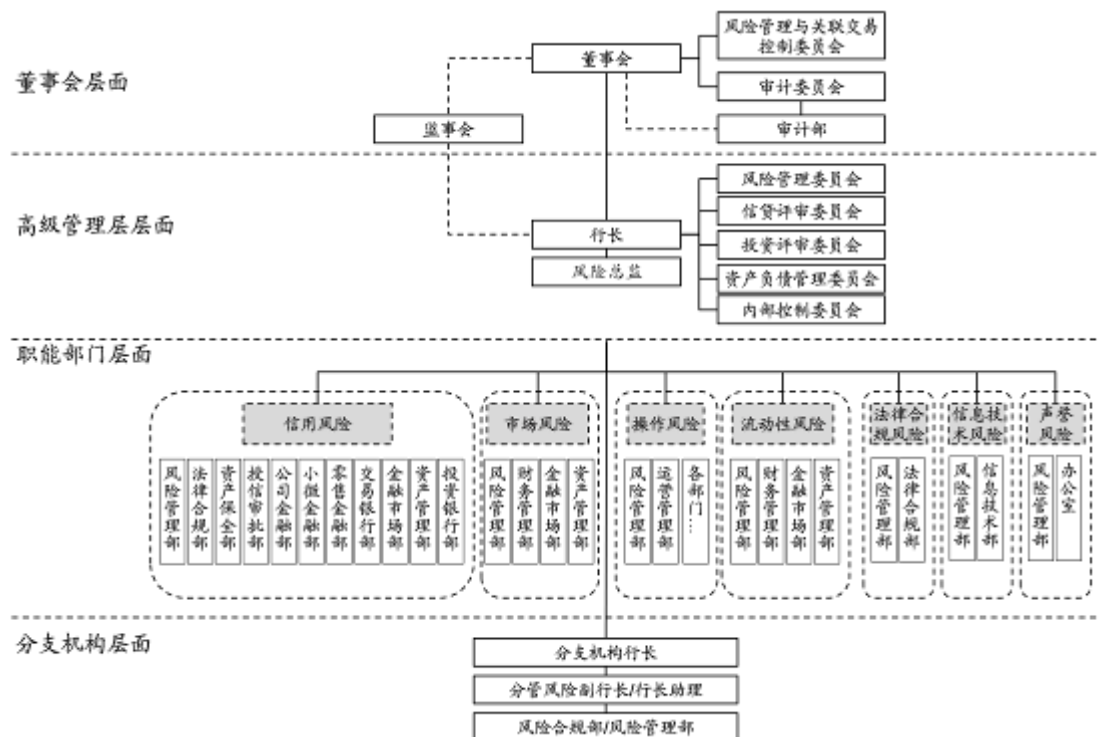 风险管理与关联交易
控制委员会
董事会
董事会层面
审计委员会
监事会
审计部
风险管理委员会
高级管理层层面
信贷评审委员会
行长
投资评审委员会
风险总监
资产负债管理委员会
内部控制委员会
职能部门层面
信用风险
风险管理部
法律合规部
资产保全部
授信审批部
公司金融部
小微金融部
零售金融部
交易银行部
金融市场部
资产管理部
投资银行部
市场风险
风险管理部
财务管理部
金融市场部
资产管理部
操作风险
风险管理部
运营管理部
各部门…
流动性风险
风险管理部
财务管理部
金融市场部
资产管理部
法律合
规风险
风险管理部
法律合规部
信息技
术风险
风险管理部
信息技术部
声誉
风险
风险管理部
办公室
分支机构层面
分支机构行长
分管风险副行长/行长助理
风险合规部/风险管理部